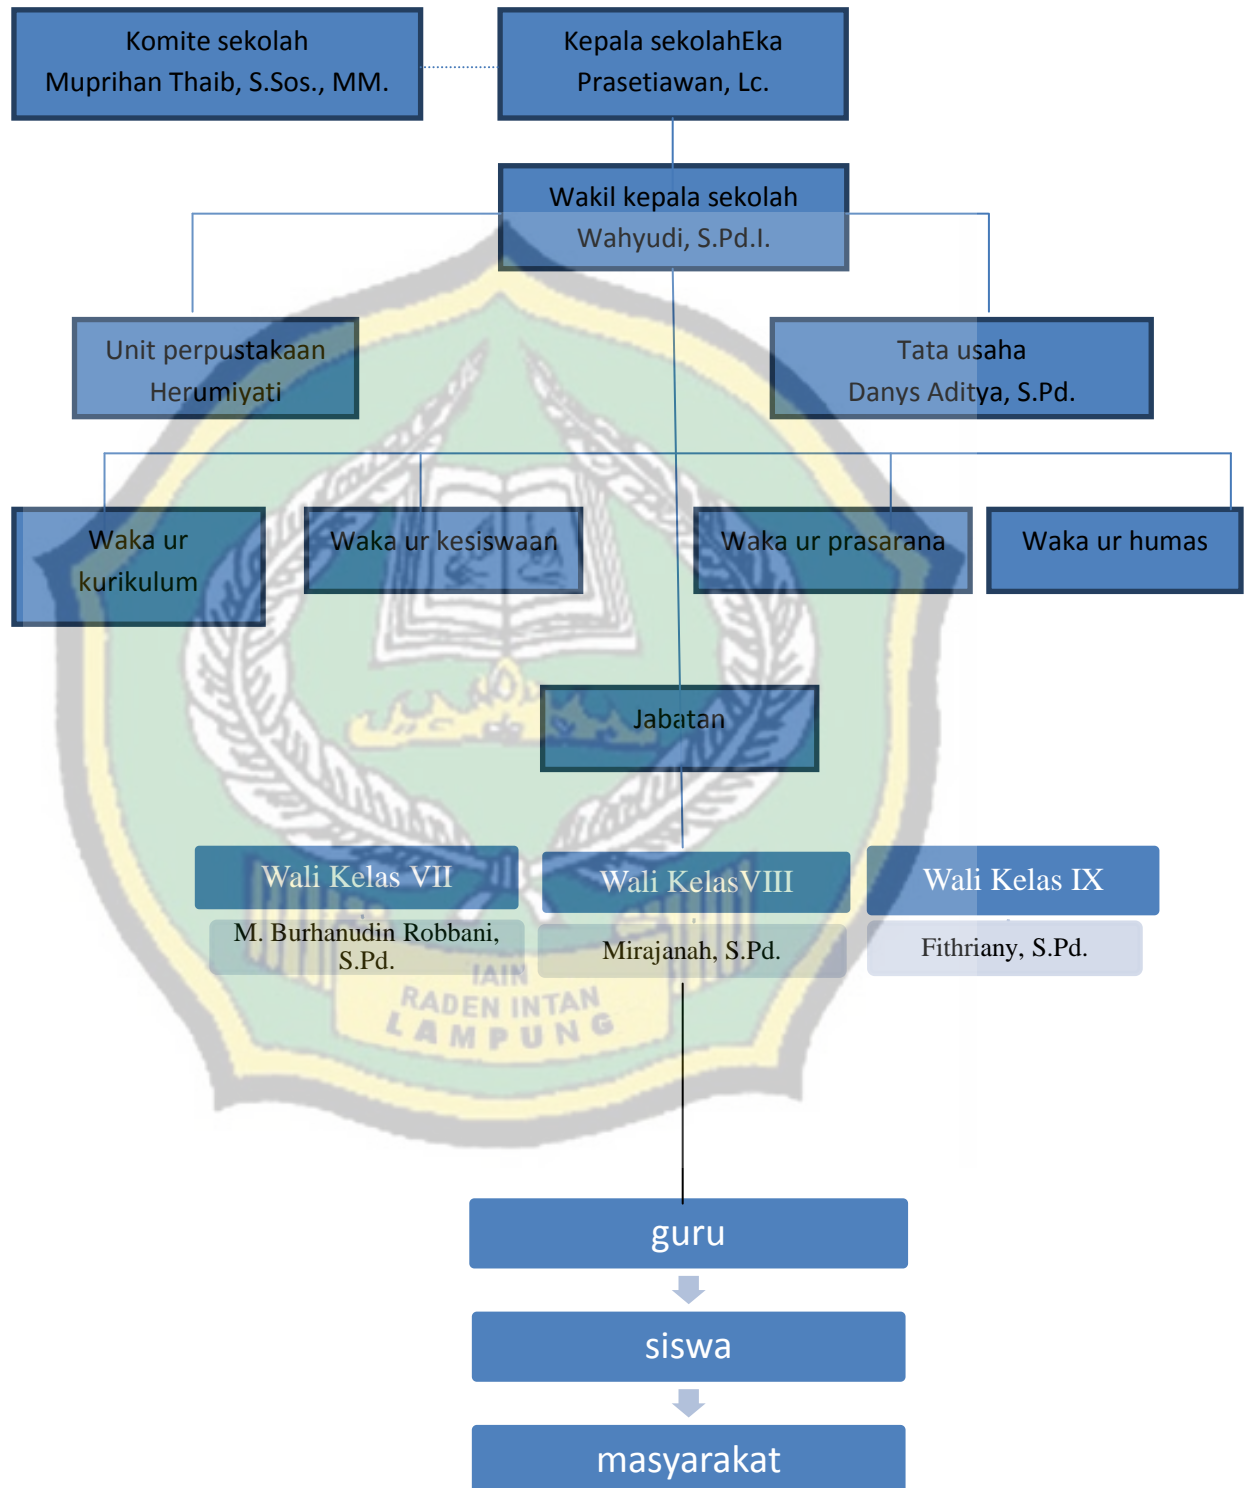 Komite sekolah
Muprihan Thaib, S.Sos., MM.
Kepala sekolahEka
Prasetiawan, Lc.
Wakil kepala sekolah
Wahyudi, S.Pd.I.
Unit perpustakaan
Herumiyati
Tata usaha
Danys Aditya, S.Pd.
Waka ur
kurikulum
Waka ur kesiswaan
Waka ur prasarana
Waka ur humas
Jabatan
Wali Kelas VII
Wali KelasVIII
Wali Kelas IX
M. Burhanudin Robbani,
S.Pd.
Mirajanah, S.Pd.
Fithriany, S.Pd.
IAIN
RADEN INTAN
LAMPUNG
guru
siswa
masyarakat